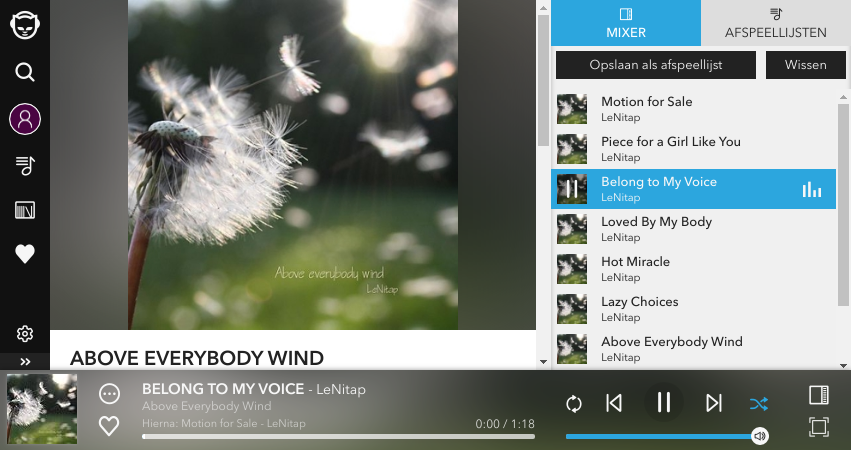 MIXER
AFSPEELLIJSTEN
Opslaan als afspeellijst
Wissen
Motion for Sale
LeNitap
Piece for a Girl Like You
LeNitap
Belong to My Voice
LeNitap
Loved By My Body
LeNitap
Hot Miracle
LeNitap
Lazy Choices
LeNitap
Above Everybody Wind
LeNitap
Above everybody wind
LeNitap
ABOVE EVERYBODY WIND
BELONG TO MY VOICE - LeNitap
Above Everybody Wind
Hierna: Motion for Sale - LeNitap
0:00 / 1:18